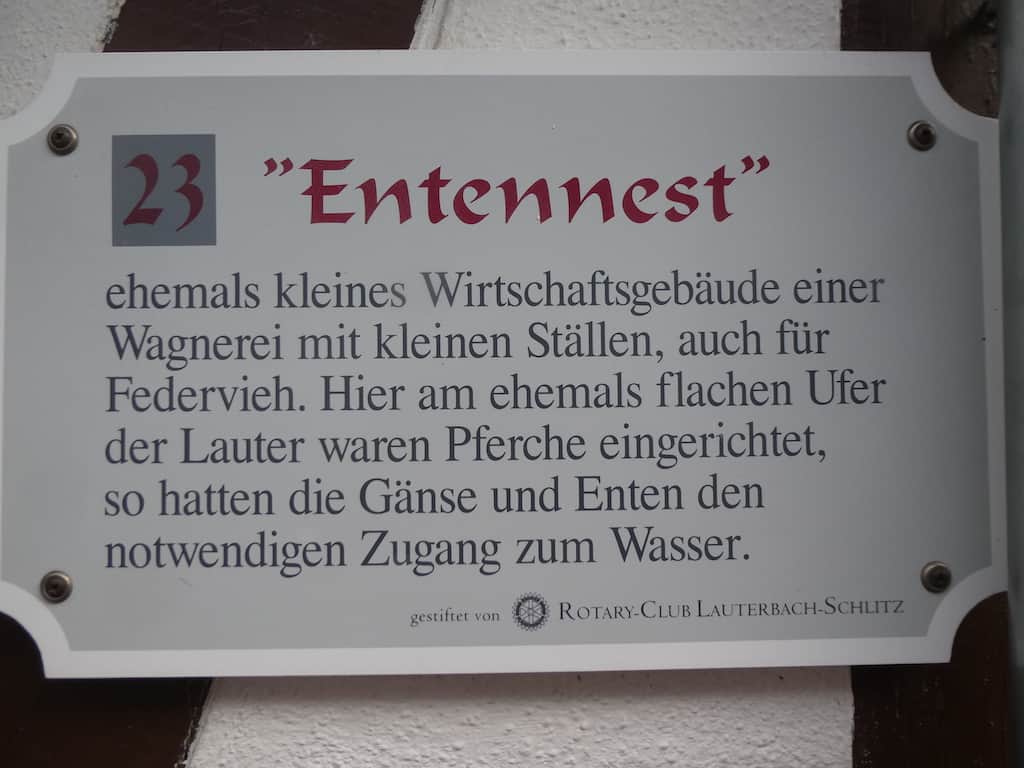 23 "Entennest"
ehemals kleines Wirtschaftsgebäude einer
Wagnerei mit kleinen Ställen, auch für
Federvieh. Hier am ehemals flachen Ufer
der Lauter waren Pferche eingerichtet,
so hatten die Gänse und Enten den
notwendigen Zugang zum Wasser.
gestiftet von ROTARY-CLUB LAUTERBACH-SCHLITZ